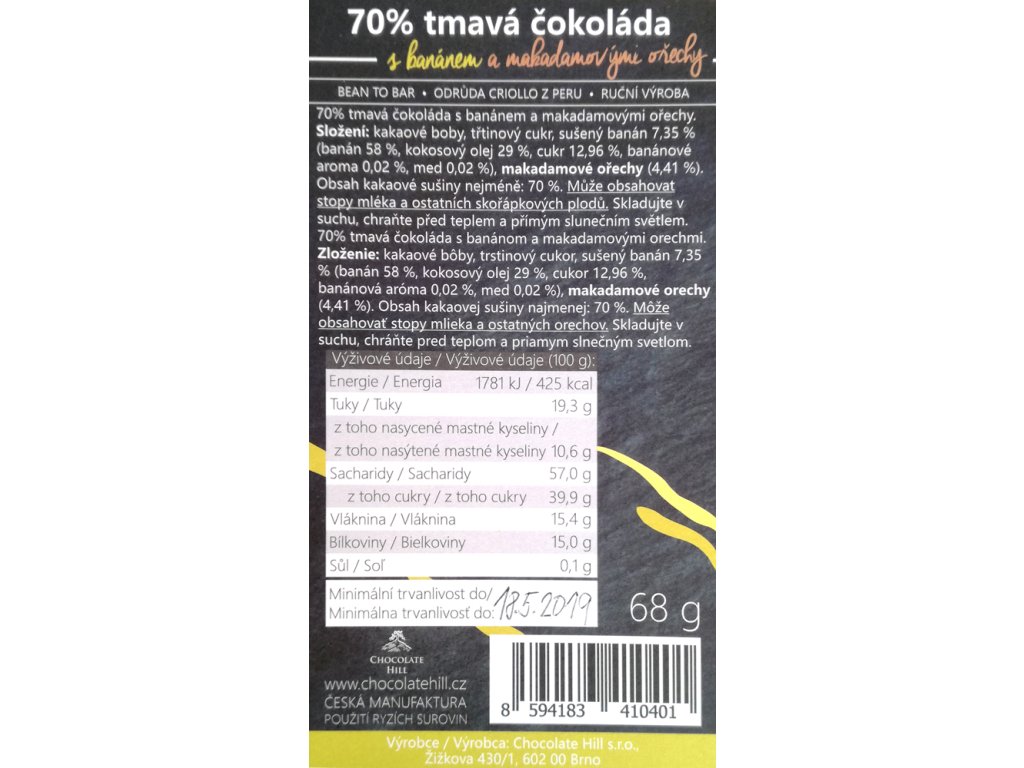 70% tmavá čokoláda
s banánem a makadamovými ořechy
BEAN TO BAR • ODRŮDA CRIOLLO Z PERU • RUČNÍ VÝROBA
70% tmavá čokoláda s banánem a makadamovými ořechy.
Složení: kakaové boby, třtinový cukr, sušený banán 7,35 %
(banán 58 %, kokosový olej 29 %, cukr 12,96 %, banánové
aroma 0,02 %, med 0,02 %), makadamové ořechy (4,41 %).
Obsah kakaové sušiny nejméně: 70 %. Může obsahovat
stopy mléka a ostatních skořápkových plodů. Skladujte v
suchu, chraňte před teplem a přímým slunečním světlem.
70% tmavá čokoláda s banánom a makadamovými orechmi.
Zloženie: kakaové bôby, trstinový cukor, sušený banán 7,35
% (banán 58 %, kokosový olej 29 %, cukor 12,96 %,
banánová aróma 0,02 %, med 0,02 %), makadamové orechy
(4,41 %). Obsah kakaovej sušiny najmenej: 70 %. Môže
obsahovať stopy mlieka a ostatných orechov. Skladujte v
suchu, chráňte pred teplom a priamym slnečným svetlom.
Výživové údaje / Výživové údaje (100 g):
Energie / Energia 1781 kJ / 425 kcal
Tuky / Tuky 19,3 g
z toho nasycené mastné kyseliny /
z toho nasýtené mastné kyseliny 10,6 g
Sacharidy / Sacharidy 57,0 g
z toho cukry / z toho cukry 39,9 g
Vláknina / Vláknina 15,4 g
Bílkoviny / Bielkoviny 15,0 g
Sůl / Soľ 0,1 g
Minimální trvanlivost do/
Minimálna trvanlivosť do: 18.5.2019
68 g
CHOCOLATE
HILL
www.chocolatehill.cz
ČESKÁ MANUFAKTURA
POUŽITÍ RYZÍCH SUROVIN
8 594183 410401
Výrobce / Výrobca: Chocolate Hill s.r.o.,
Žižkova 430/1, 602 00 Brno